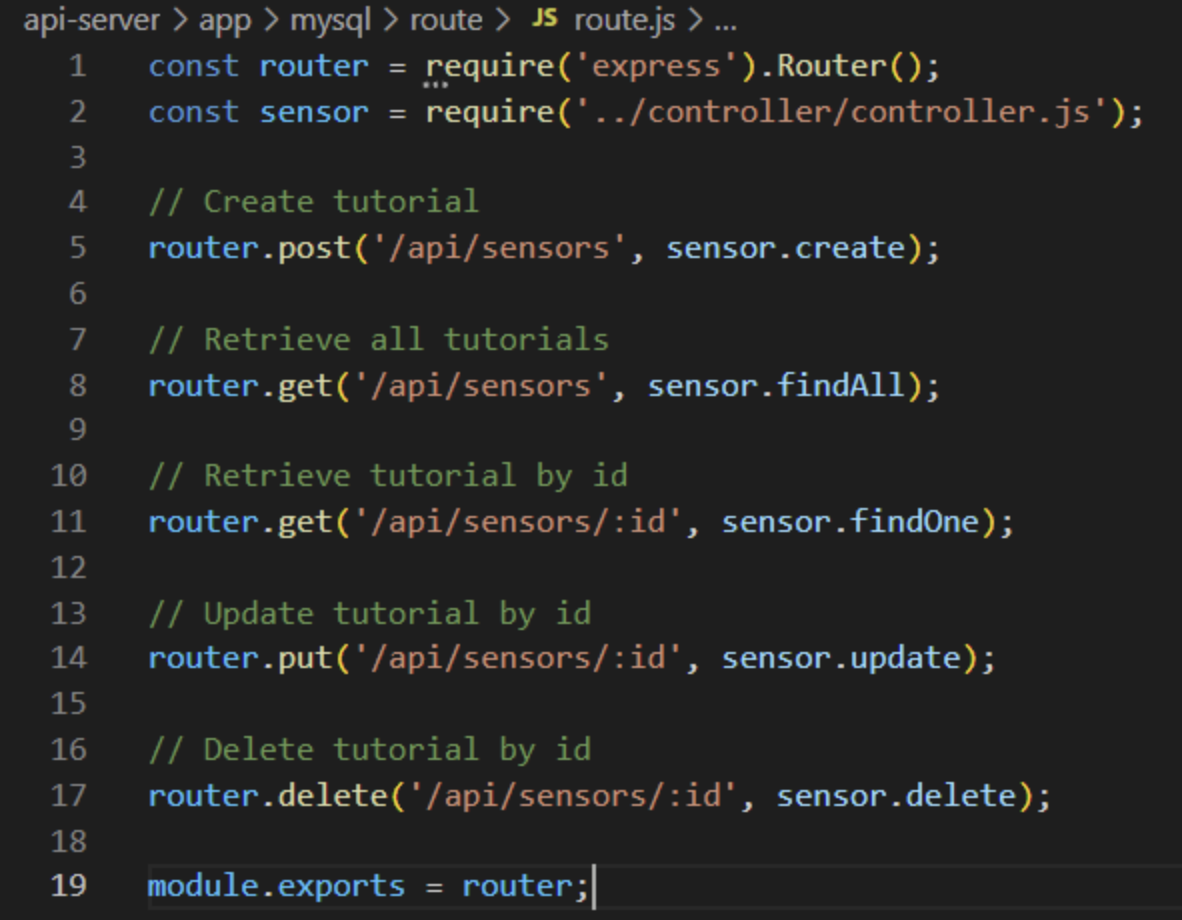 api-server > app > mysql > route > JS route.js > ...
1 const router = require('express').Router();
2 const sensor = require('../controller/controller.js');
3
4 // Create tutorial
5 router.post('/api/sensors', sensor.create);
6
7 // Retrieve all tutorials
8 router.get('/api/sensors', sensor.findAll);
9
10 // Retrieve tutorial by id
11 router.get('/api/sensors/:id', sensor.findOne);
12
13 // Update tutorial by id
14 router.put('/api/sensors/:id', sensor.update);
15
16 // Delete tutorial by id
17 router.delete('/api/sensors/:id', sensor.delete);
18
19 module.exports = router;